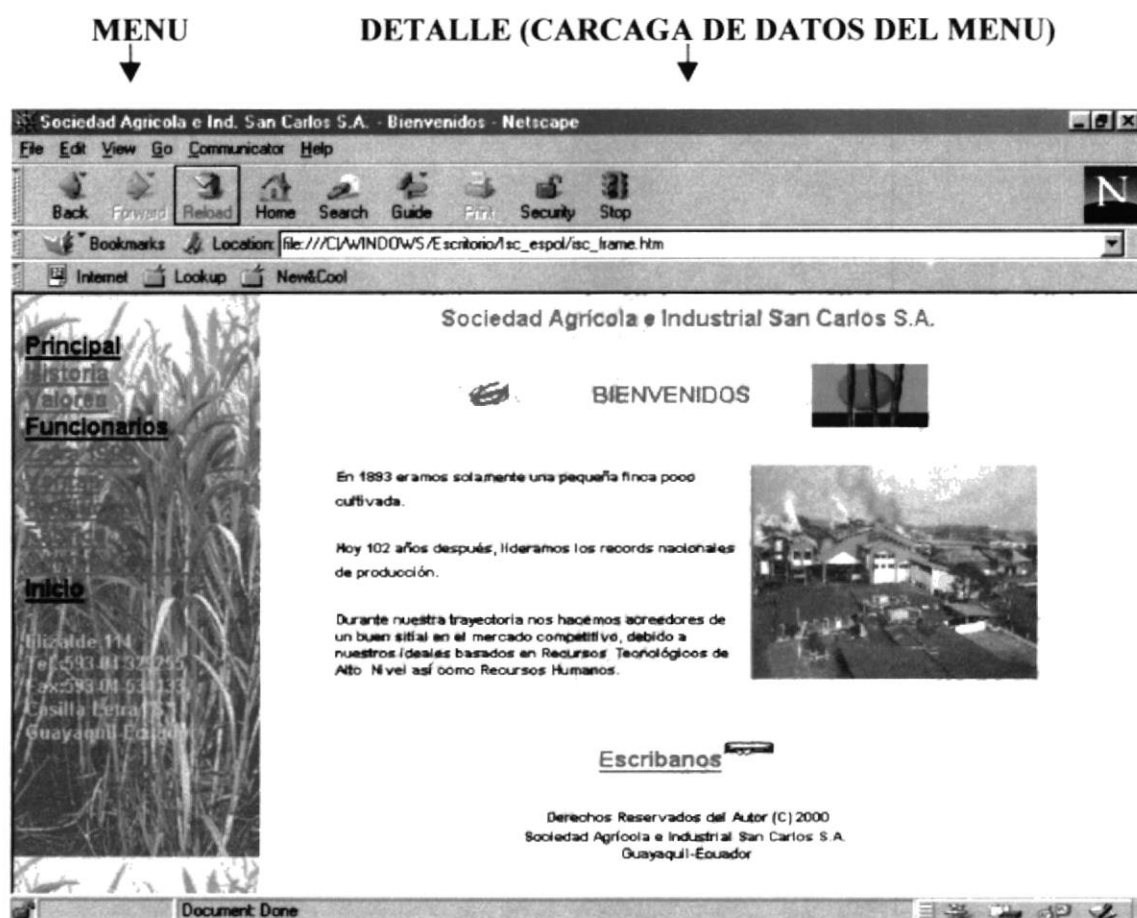 MENU
DETALLE (CARCAGA DE DATOS DEL MENU)
Sociedad Agricola e Ind. San Carlos S.A. - Bienvenidos - Netscape
File Edit View Go Communicator Help
Back Forward Reload Home Search Guide Print Security Stop
N
Bookmarks Location: file:///C|/WINDOWS/Escritorio/Isc_espol/isc_frame.htm
Internet Lookup New&Cool
Principal
Historia
Valores
Funcionarios
Inicio
Elizalde 114
Casilla Letra
Guayaquil-Ecuador
Sociedad Agrícola e Industrial San Carlos S.A.
BIENVENIDOS
En 1893 eramos solamente una pequeña finca poco
cultivada.
Hoy 102 años después, lideramos los records nacionales
de producción.
Durante nuestra trayectoria nos hacemos acreedores de
un buen sitial en el mercado competitivo, debido a
nuestros ideales basados en Recursos Tecnológicos de
Alto Nivel así como Recursos Humanos.
Escribanos
Derechos Reservados del Autor (C) 2000
Sociedad Agrícola e Industrial San Carlos S.A.
Guayaquil-Ecuador
Document: Done